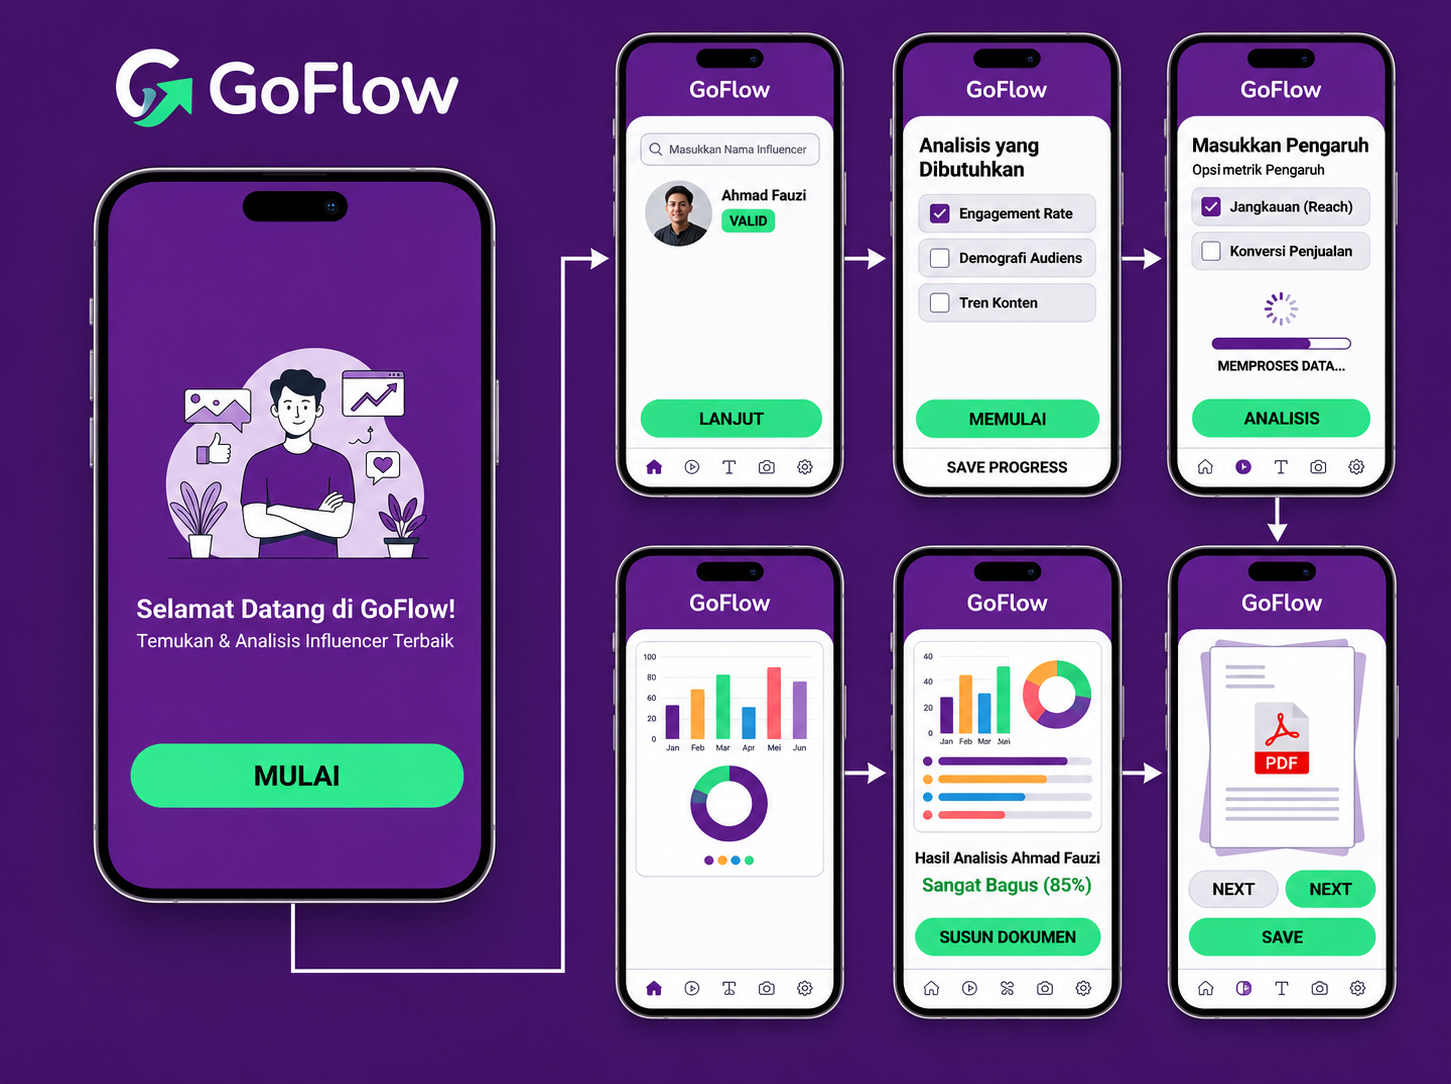 GoFlow
Selamat Datang di GoFlow!
Temukan & Analisis Influencer Terbaik
MULAI
GoFlow
Masukkan Nama Influencer
Ahmad Fauzi
VALID
LANJUT
GoFlow
Analisis yang
Dibutuhkan
Engagement Rate
Demografi Audiens
Tren Konten
MEMULAI
SAVE PROGRESS
GoFlow
Masukkan Pengaruh
Opsi metrik Pengaruh
Jangkauan (Reach)
Konversi Penjualan
MEMPROSES DATA...
ANALISIS
GoFlow
100
80
60
20
0
Jan Feb Mar Apr Mei Jun
GoFlow
40
40
20
0
Jan Feb Mar
Hasil Analisis Ahmad Fauzi
Sangat Bagus (85%)
SUSUN DOKUMEN
GoFlow
PDF
NEXT NEXT
SAVE